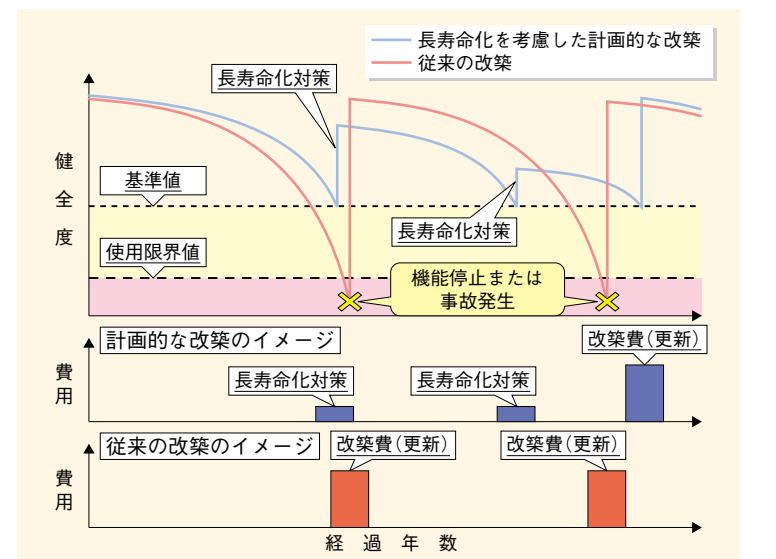 長寿命化を考慮した計画的な改築
従来の改築
長寿命化対策
健全度
基準値
長寿命化対策
使用限界値
機能停止または
事故発生
計画的な改築のイメージ
改築費（更新）
費用
長寿命化対策
長寿命化対策
従来の改築のイメージ
改築費（更新）
改築費（更新）
費用
経過年数